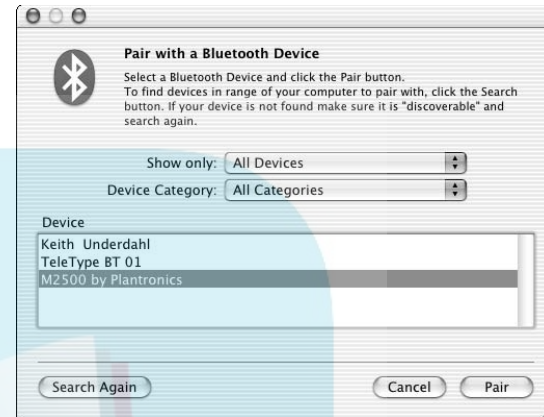 Pair with a Bluetooth Device
Select a Bluetooth Device and click the Pair button.
To find devices in range of your computer to pair with, click the Search
button. If your device is not found make sure it is "discoverable" and
search again.
Show only: All Devices
Device Category: All Categories
Device
Keith Underdahl
TeleType BT 01
M2500 by Plantronics
Search Again Cancel Pair